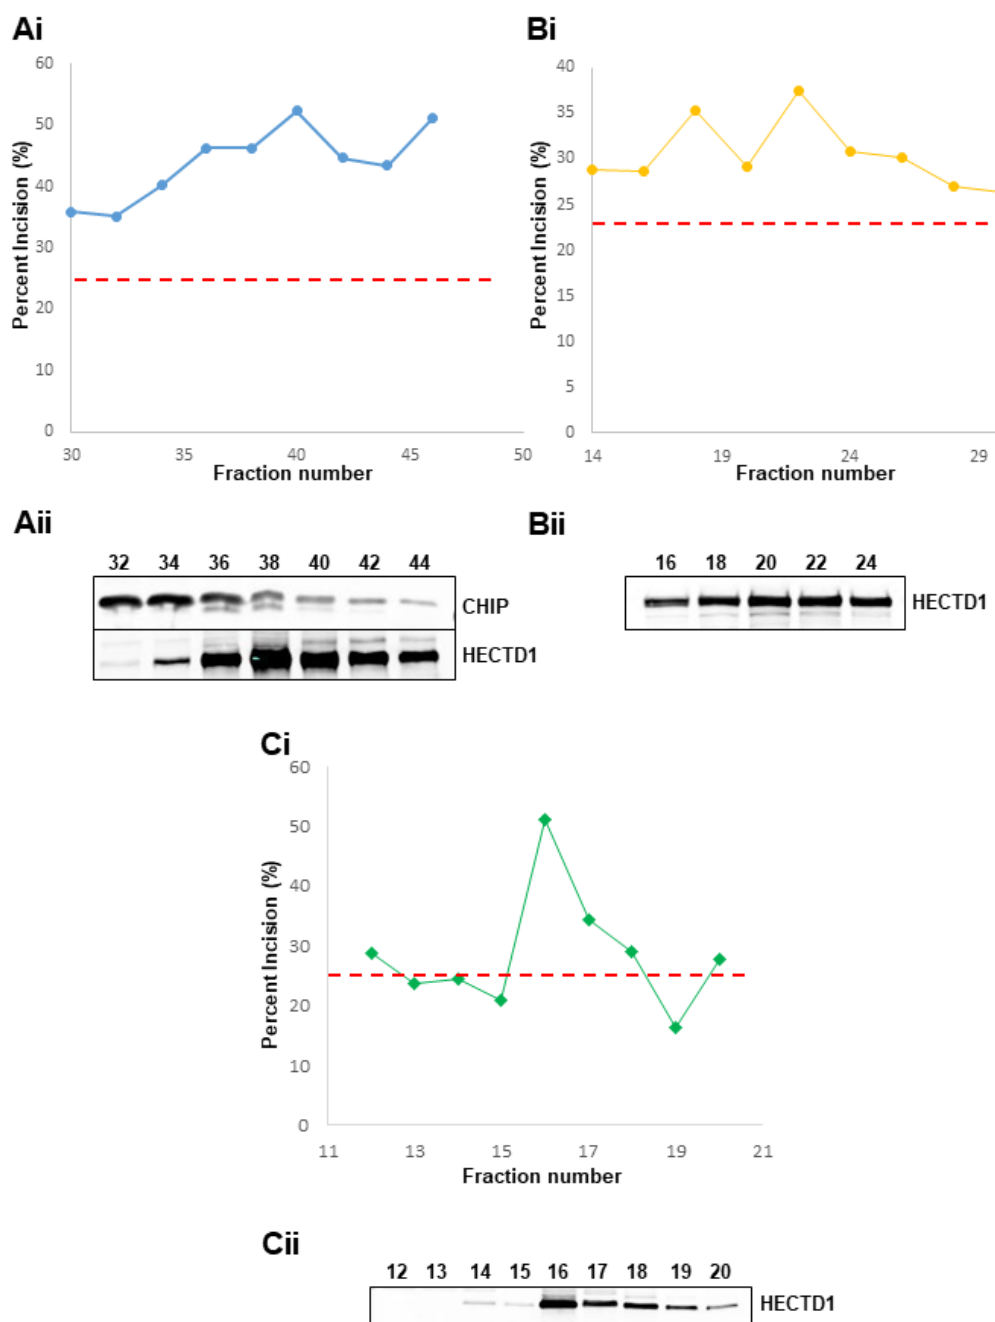 Ai
Percent Incision (%)
60
50
40
30
20
10
0
30 35 40 45 50
Fraction number
Bi
Percent Incision (%)
40
35
30
25
20
15
10
5
0
14 19 24 29
Fraction number
Aii
32 34 36 38 40 42 44
CHIP
HECTD1
Bii
16 18 20 22 24
HECTD1
Ci
Percent Incision (%)
60
50
40
30
20
10
0
11 13 15 17 19 21
Fraction number
Cii
12 13 14 15 16 17 18 19 20
HECTD1